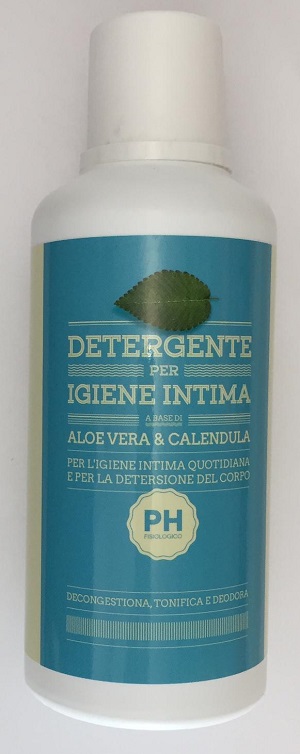 DETERGENTE
PER
IGIENE INTIMA
A BASE DI
ALOE VERA & CALENDULA
PER L'IGIENE INTIMA QUOTIDIANA
E PER LA DETERSIONE DEL CORPO
PH
FISIOLOGICO
DECONGESTIONA, TONIFICA E DEODORA